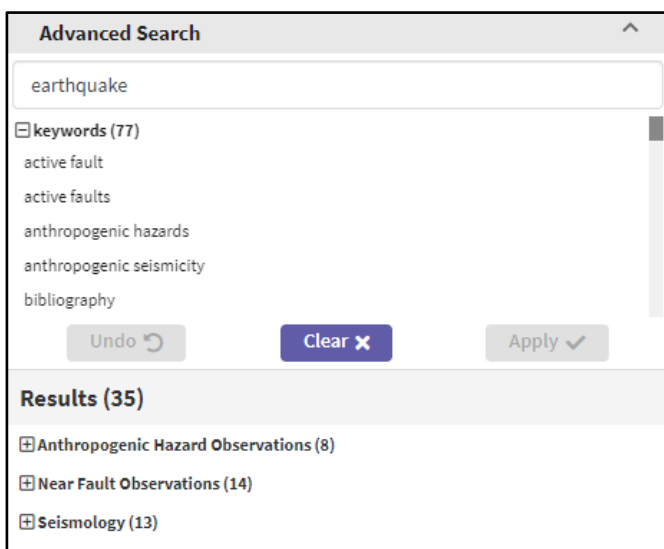 Advanced Search
earthquake
keywords (77)
active fault
active faults
anthropogenic hazards
anthropogenic seismicity
bibliography
Undo Clear Apply
Results (35)
Anthropogenic Hazard Observations (8)
Near Fault Observations (14)
Seismology (13)